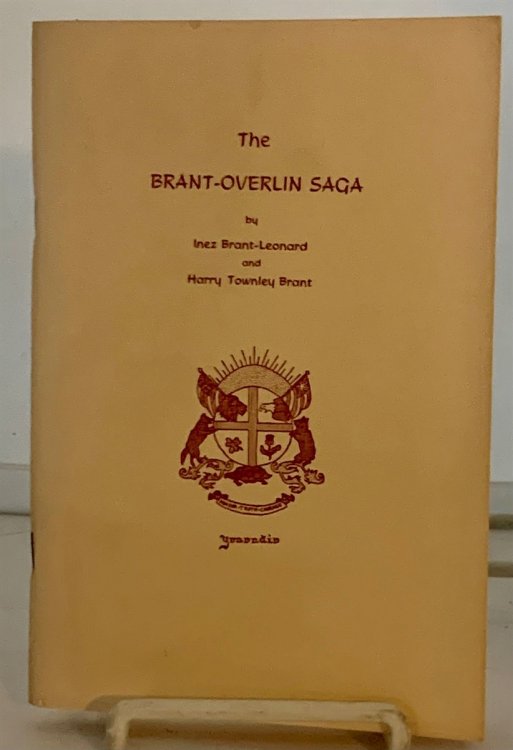 The
BRANT-OVERLIN SAGA
by
Inez Brant-Leonard
and
Harry Townley Brant